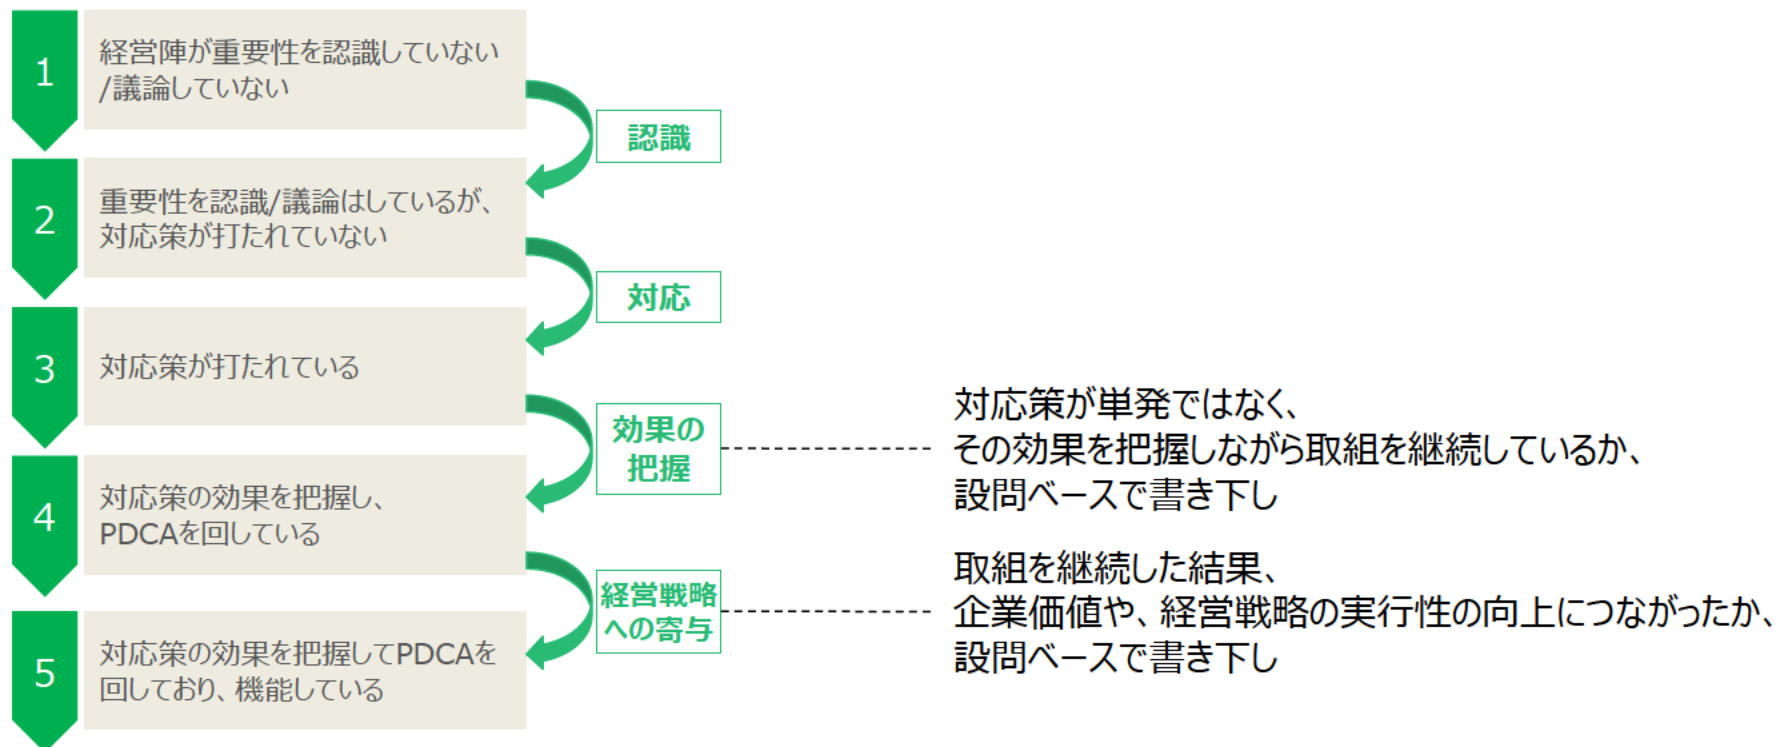 1
経営陣が重要性を認識していない
/議論していない
認識
2
重要性を認識/議論はしているが、
対応策が打たれていない
対応
3
対応策が打たれている
効果の
把握
対応策が単発ではなく、
その効果を把握しながら取組を継続しているか、
設問ベースで書き下し
4
対応策の効果を把握し、
PDCAを回している
経営戦略
への寄与
取組を継続した結果、
企業価値や、経営戦略の実行性の向上につながったか、
設問ベースで書き下し
5
対応策の効果を把握してPDCAを
回しており、機能している